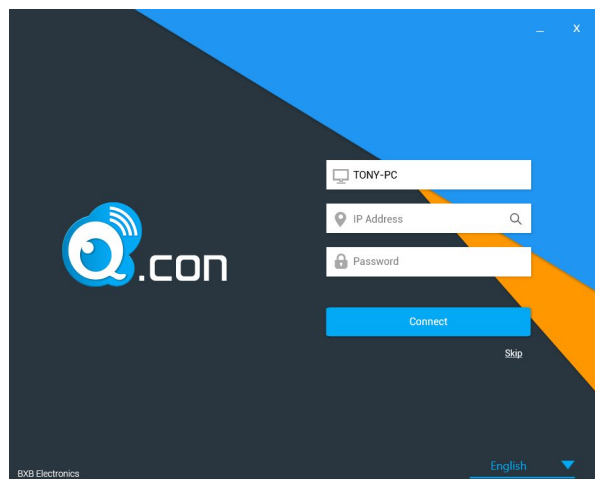 _ x
TONY-PC
IP Address
Password
Q.con
Connect
Skip
English
BXB Electronics